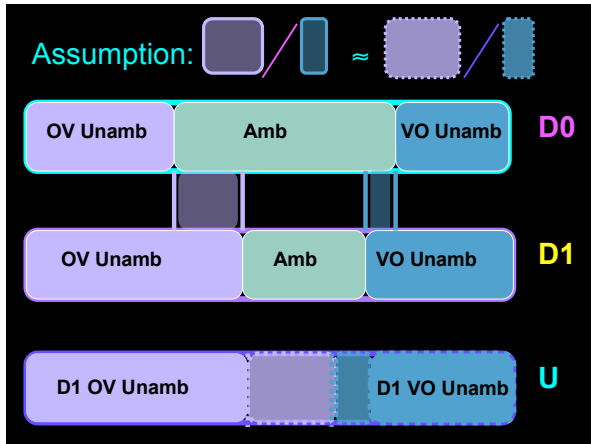 Assumption: / ≈ /
OV Unamb Amb VO Unamb D0
OV Unamb Amb VO Unamb D1
D1 OV Unamb D1 VO Unamb U